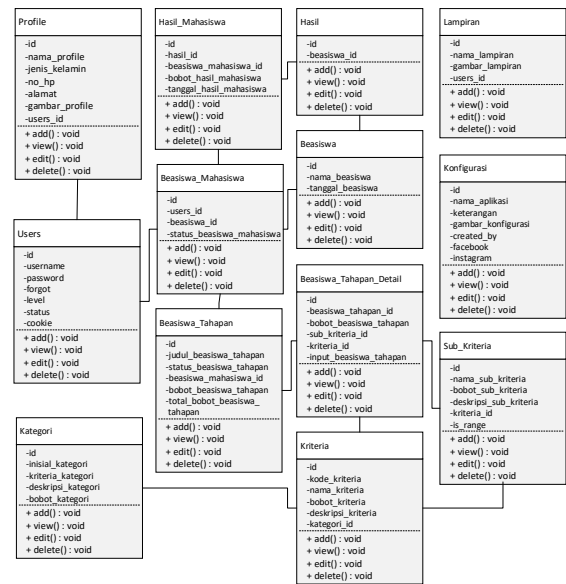 Profile
-id
-nama_profile
-jenis_kelamin
-no_hp
-alamat
-gambar_profile
-users_id
+ add() : void
+ view() : void
+ edit() : void
+ delete() : void
Hasil_Mahasiswa
-id
-hasil_id
-beasiswa_mahasiswa_id
-bobot_hasil_mahasiswa
-tanggal_hasil_mahasiswa
+ add() : void
+ view() : void
+ edit() : void
+ delete() : void
Hasil
-id
-beasiswa_id
+ add() : void
+ view() : void
+ edit() : void
+ delete() : void
Lampiran
-id
-nama_lampiran
-gambar_lampiran
-users_id
+ add() : void
+ view() : void
+ edit() : void
+ delete() : void
Beasiswa_Mahasiswa
-id
-users_id
-beasiswa_id
-status_beasiswa_mahasiswa
+ add() : void
+ view() : void
+ edit() : void
+ delete() : void
Beasiswa
-id
-nama_beasiswa
-tanggal_beasiswa
+ add() : void
+ view() : void
+ edit() : void
+ delete() : void
Konfigurasi
-id
-nama_aplikasi
-keterangan
-gambar_konfigurasi
-created_by
-facebook
-instagram
+ add() : void
+ view() : void
+ edit() : void
+ delete() : void
Users
-id
-username
-password
-forgot
-level
-status
-cookie
+ add() : void
+ view() : void
+ edit() : void
+ delete() : void
Beasiswa_Tahapan
-id
-judul_beasiswa_tahapan
-status_beasiswa_tahapan
-beasiswa_mahasiswa_id
-bobot_beasiswa_tahapan
-total_bobot_beasiswa_
tahapan
+ add() : void
+ view() : void
+ edit() : void
+ delete() : void
Beasiswa_Tahapan_Detail
-id
-beasiswa_tahapan_id
-bobot_beasiswa_tahapan
-sub_kriteria_id
-kriteria_id
-input_beasiswa_tahapan
+ add() : void
+ view() : void
+ edit() : void
+ delete() : void
Sub_Kriteria
-id
-nama_sub_kriteria
-bobot_sub_kriteria
-deskripsi_sub_kriteria
-kriteria_id
-is_range
+ add() : void
+ view() : void
+ edit() : void
+ delete() : void
Kategori
-id
-inisial_kategori
-kriteria_kategori
-deskripsi_kategori
-bobot_kategori
+ add() : void
+ view() : void
+ edit() : void
+ delete() : void
Kriteria
-id
-kode_kriteria
-nama_kriteria
-bobot_kriteria
-deskripsi_kriteria
-kategori_id
+ add() : void
+ view() : void
+ edit() : void
+ delete() : void